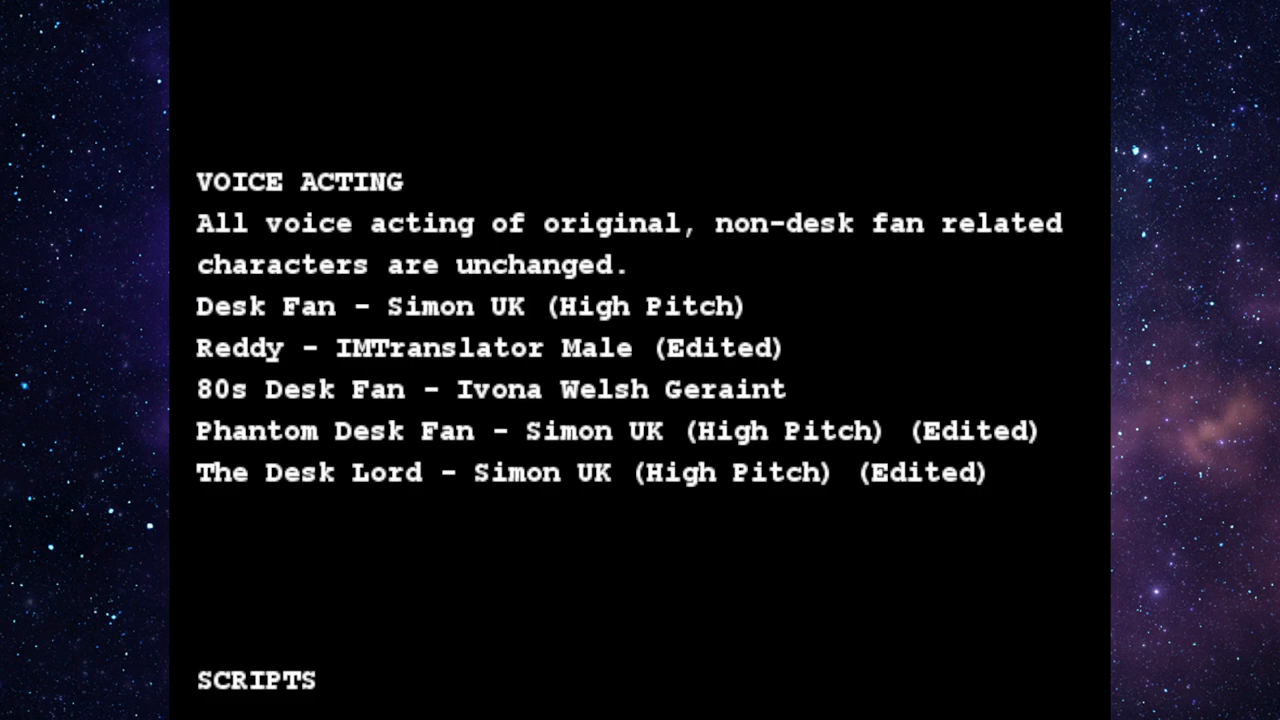 VOICE ACTING
All voice acting of original, non-desk fan related
characters are unchanged.
Desk Fan - Simon UK (High Pitch)
Reddy - IMTranslator Male (Edited)
80s Desk Fan - Ivona Welsh Geraint
Phantom Desk Fan - Simon UK (High Pitch) (Edited)
The Desk Lord - Simon UK (High Pitch) (Edited)
SCRIPTS